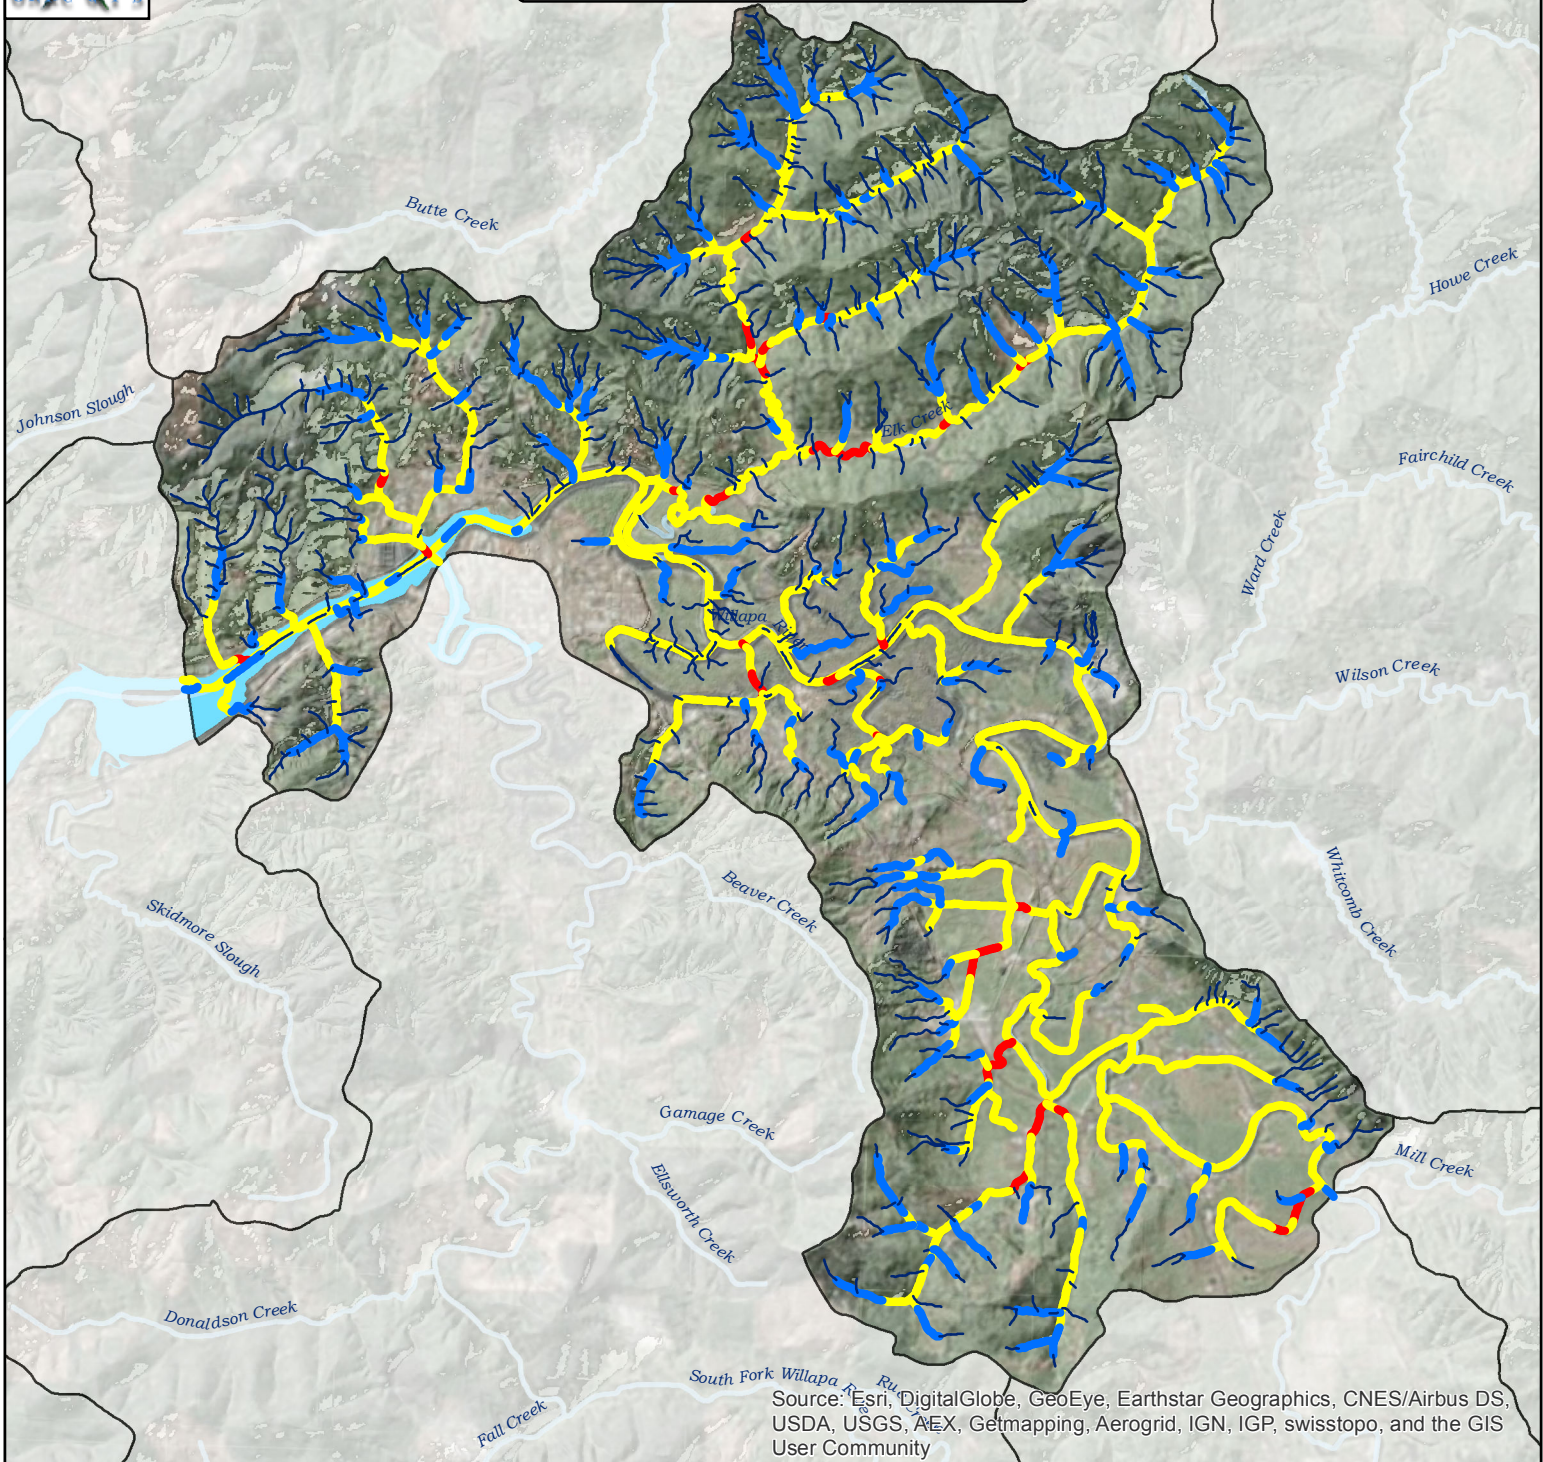 Butte Creek
Howe Creek
Johnson Slough
Elk Creek
Fairchild Creek
Ward Creek
Willapa River
Wilson Creek
Beaver Creek
Whitcomb Creek
Skidmore Slough
Gamage Creek
Ellsworth Creek
Mill Creek
Donaldson Creek
South Fork Willapa River
Fall Creek
Source: Esri, DigitalGlobe, GeoEye, Earthstar Geographics, CNES/Airbus DS,
USDA, USGS, AEX, Getmapping, Aerogrid, IGN, IGP, swisstopo, and the GIS
User Community